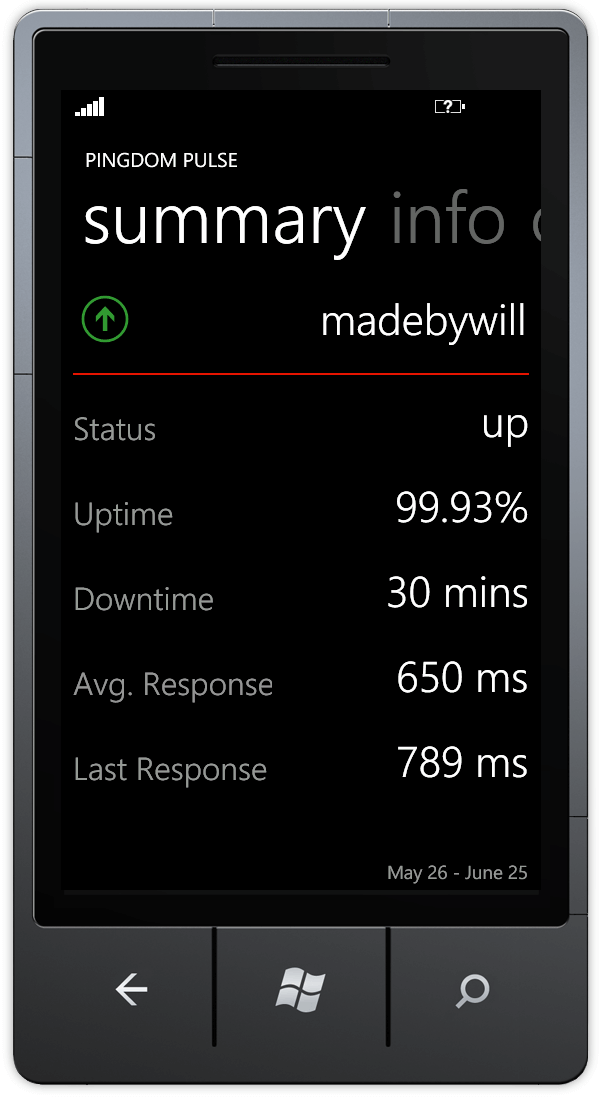 PINGDOM PULSE
summary info
madebywill
Status up
Uptime 99.93%
Downtime 30 mins
Avg. Response 650 ms
Last Response 789 ms
May 26 - June 25